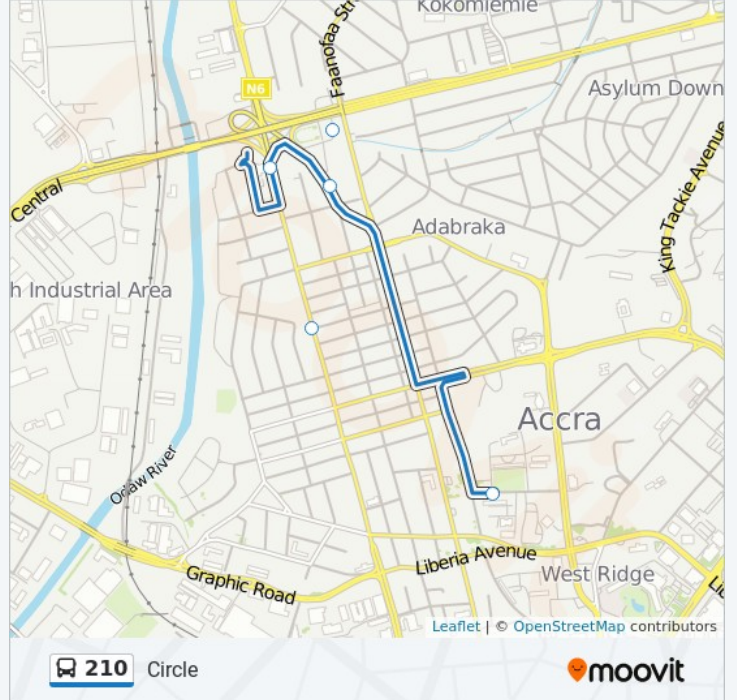 Kokomlemle
Faanofaa Str
N6
Asylum Down
King Tackie Avenue
Central
Adabraka
h Industrial Area
Accra
Odaw River
Liberia Avenue
Graphic Road
West Ridge
Leaflet | © OpenStreetMap contributors
210 Circle
moovit